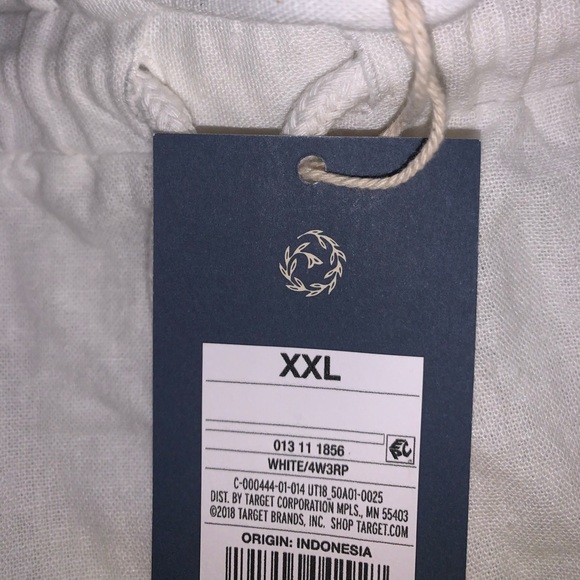 XXL
013 11 1856
WHITE/4W3RP
C-000444-01-014 UT18_50A01-0025
DIST. BY TARGET CORPORATION MPLS., MN 55403
©2018 TARGET BRANDS, INC. SHOP TARGET.COM
ORIGIN: INDONESIA